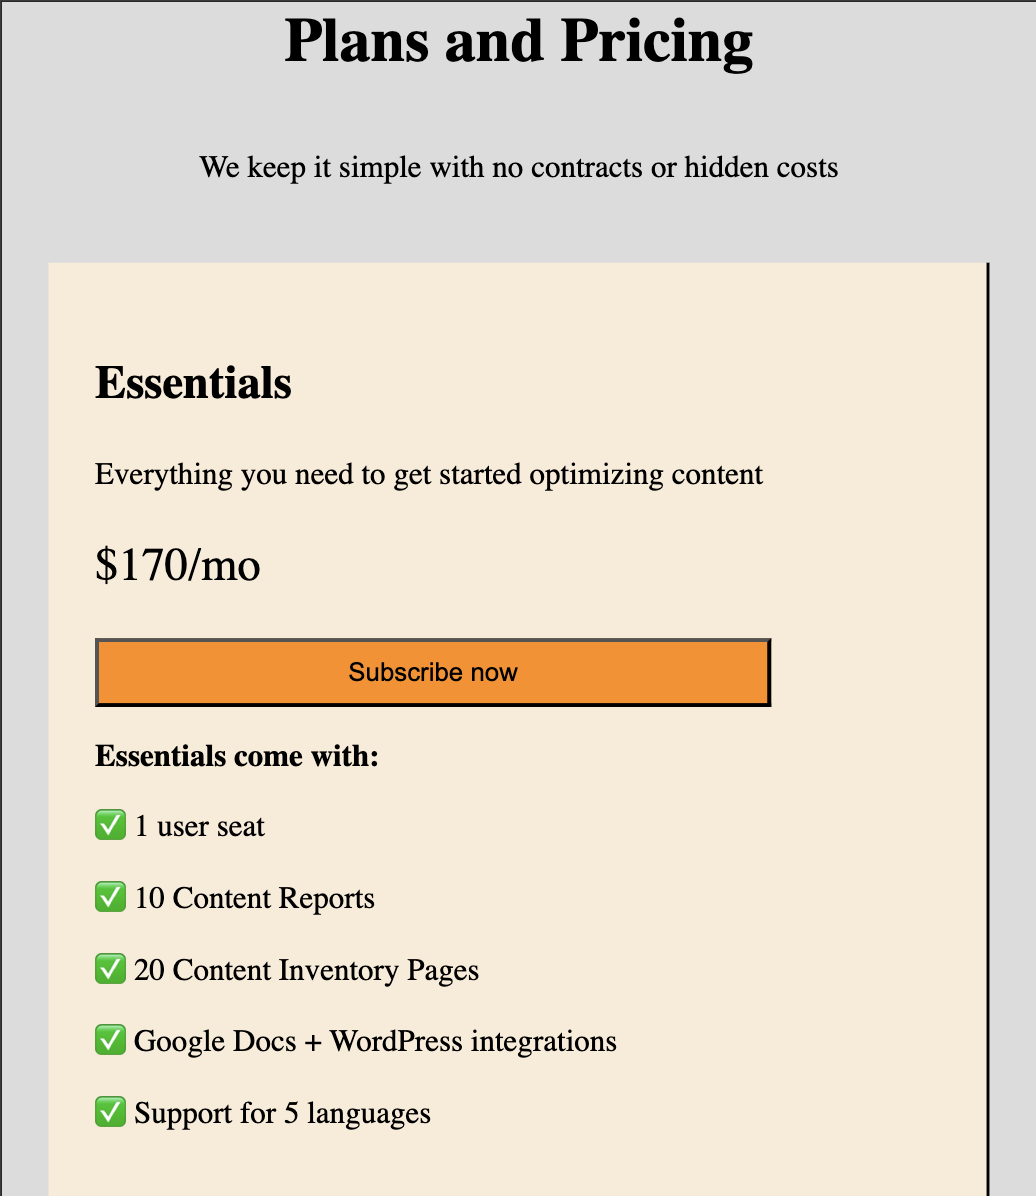 Plans and Pricing
We keep it simple with no contracts or hidden costs
Essentials
Everything you need to get started optimizing content
$170/mo
Subscribe now
Essentials come with:
✅ 1 user seat
✅ 10 Content Reports
✅ 20 Content Inventory Pages
✅ Google Docs + WordPress integrations
✅ Support for 5 languages